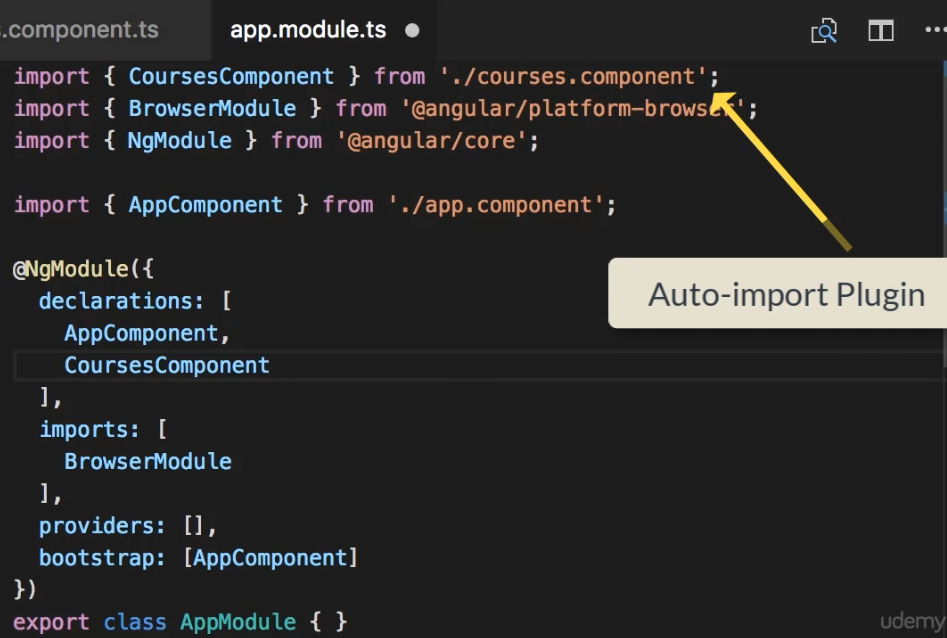 s.component.ts
app.module.ts
import { CoursesComponent } from './courses.component';
import { BrowserModule } from '@angular/platform-browser';
import { NgModule } from '@angular/core';
import { AppComponent } from './app.component';
@NgModule({
declarations: [
AppComponent,
CoursesComponent
],
imports: [
BrowserModule
],
providers: [],
bootstrap: [AppComponent]
})
export class AppModule { }
Auto-import Plugin
udemy